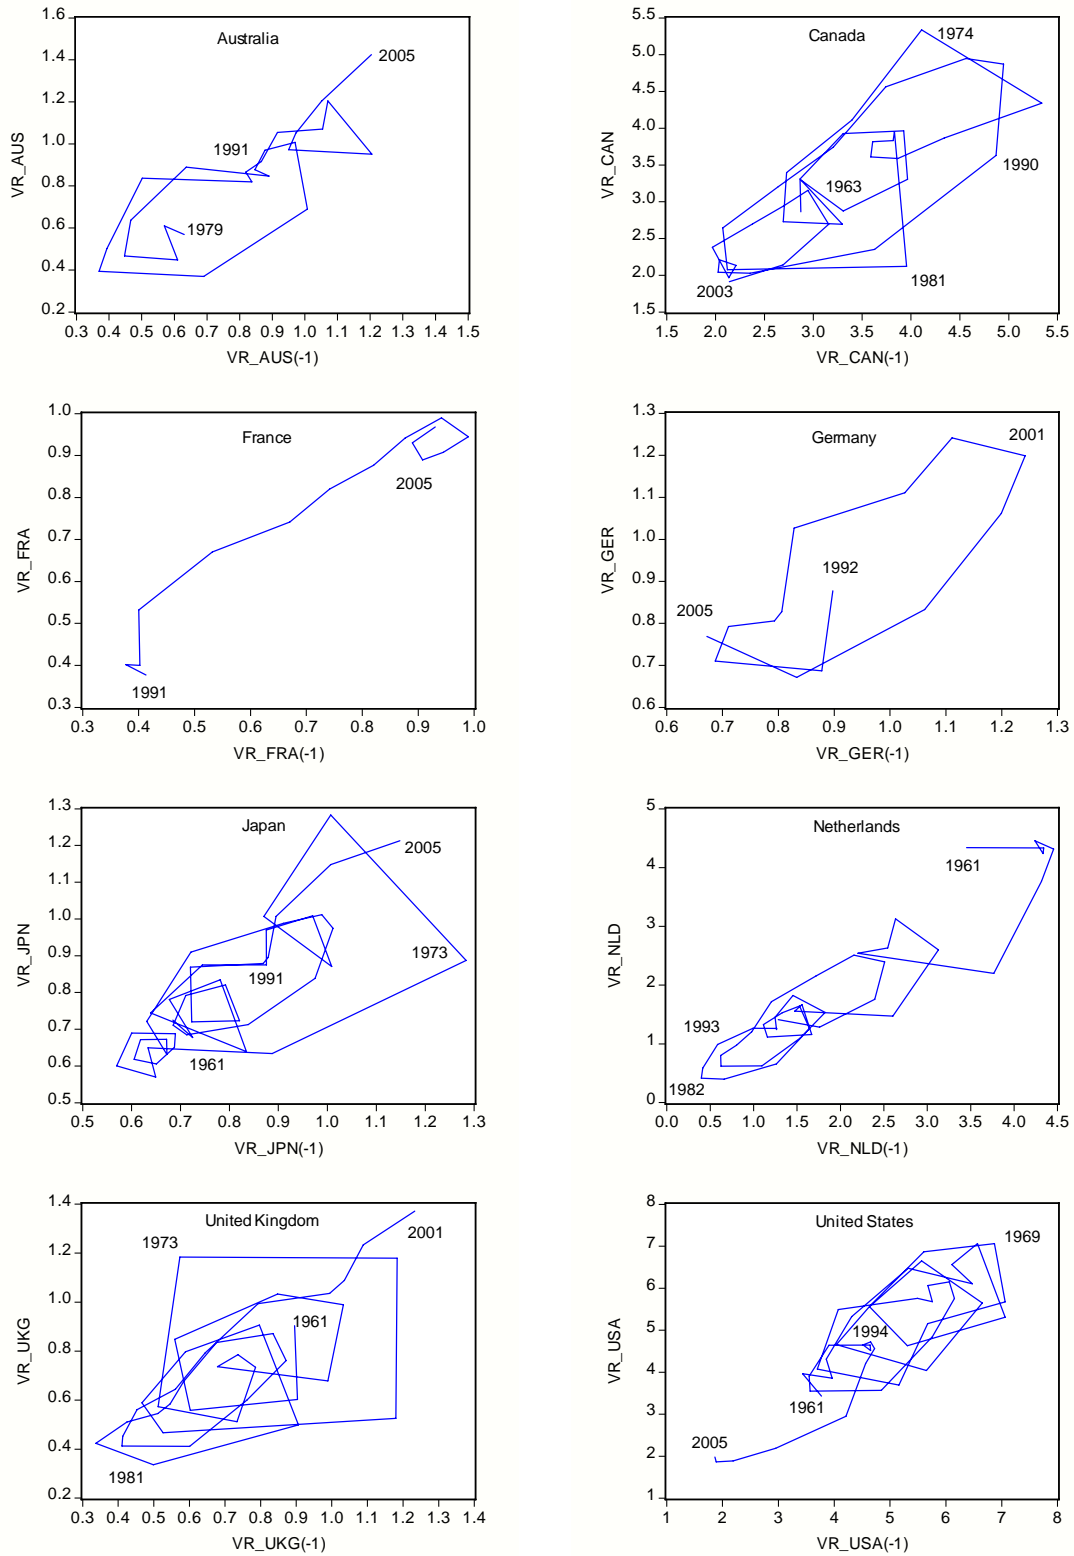 Australia
1.6
1.4
1.2
1.0
0.8
0.6
0.4
0.2
VR_AUS
2005
1991
1979
0.3 0.4 0.5 0.6 0.7 0.8 0.9 1.0 1.1 1.2 1.3 1.4 1.5
VR_AUS(-1)
Canada
5.5
5.0
4.5
4.0
3.5
3.0
2.5
2.0
1.5
VR_CAN
1974
1990
1963
1981
2003
1.5 2.0 2.5 3.0 3.5 4.0 4.5 5.0 5.5
VR_CAN(-1)
France
1.0
0.9
0.8
0.7
0.6
0.5
0.4
0.3
VR_FRA
2005
1991
0.3 0.4 0.5 0.6 0.7 0.8 0.9 1.0
VR_FRA(-1)
Germany
1.3
1.2
1.1
1.0
0.9
0.8
0.7
0.6
VR_GER
2001
1992
2005
0.6 0.7 0.8 0.9 1.0 1.1 1.2 1.3
VR_GER(-1)
Japan
1.3
1.2
1.1
1.0
0.9
0.8
0.7
0.6
0.5
VR_JPN
2005
1973
1991
1961
0.5 0.6 0.7 0.8 0.9 1.0 1.1 1.2 1.3
VR_JPN(-1)
Netherlands
5
4
3
2
1
0
VR_NLD
1961
1993
1982
0.0 0.5 1.0 1.5 2.0 2.5 3.0 3.5 4.0 4.5
VR_NLD(-1)
United Kingdom
1.4
1.2
1.0
0.8
0.6
0.4
0.2
VR_UKG
2001
1973
1961
1981
0.3 0.4 0.5 0.6 0.7 0.8 0.9 1.0 1.1 1.2 1.3 1.4
VR_UKG(-1)
United States
8
7
6
5
4
3
2
1
VR_USA
1969
1994
1961
2005
1 2 3 4 5 6 7 8
VR_USA(-1)